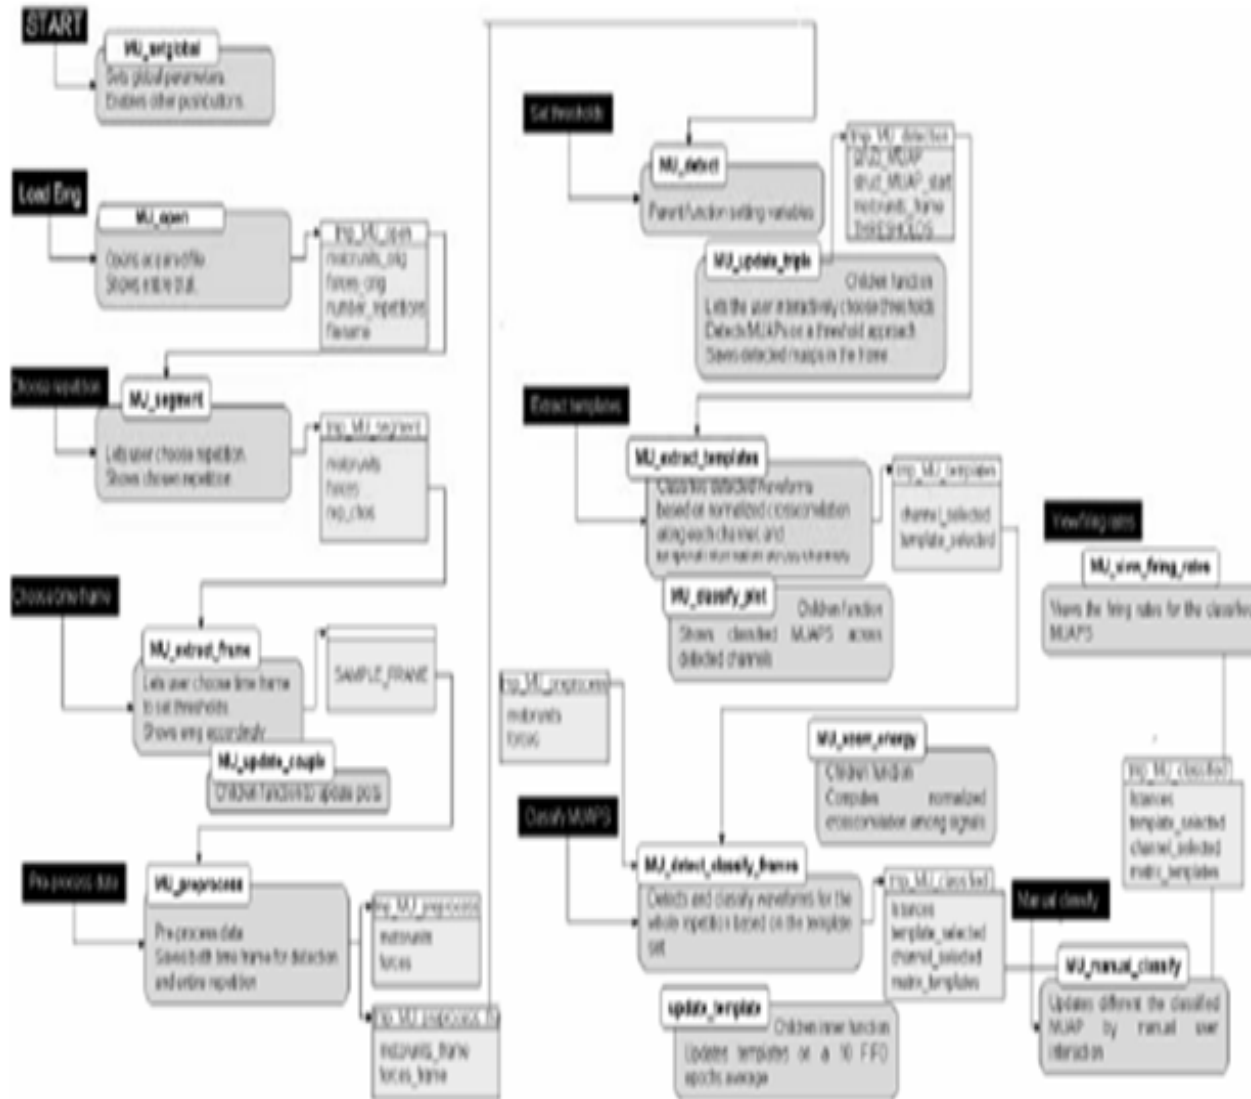 START
MU_setglobal
Sets global parameters
Enables other pushbuttons
Load Emg
MU_open
Opens acquired file
Shows entire trial
tmp_MU_open
motorunits_orig
forces_orig
number_repetitions
filename
Choose repetition
MU_segment
Lets user choose repetition
Shows chosen repetition
tmp_MU_segment
motorunits
forces
rep_chos
Choose time frame
MU_extract_frame
Lets user choose time frame
to set thresholds
Shows emg accordingly
SAMPLE_FRAME
MU_update_couple
Children function to update plots
Pre-process data
MU_preprocess
Pre-process data
Saves both time frame for detection
and entire repetition
tmp_MU_preprocess
motorunits
forces
motorunits_frame
forces_frame
Set thresholds
MU_detect
Parent function setting variables
tmp_MU_detection
struct_MUAP
struct_MUAP_start
motorunits_frame
THRESHOLDS
MU_update_triple
Children function
Lets the user interactively choose thresholds
Detects MUAPs on a threshold approach
Saves detected muaps in the frame
Extract templates
MU_extract_templates
Classifies detected waveforms
based on normalized crosscorrelation
along each channel, and
temporal information across channels
tmp_MU_templates
channel_selected
template_selected
MU_classify_plot
Children function
Shows classified MUAPS across
detected channels
tmp_MU_preprocess
motorunits
forces
MU_xcorr_energy
Children function
Computes normalized
crosscorrelation among signals
Classify MUAPS
MU_detect_classify_frames
Detects and classify waveforms for the
whole repetition based on the template
set
tmp_MU_classified
Istances
template_selected
channel_selected
matrix_templates
update_template
Children inner function
Updates templates on a 10 FIFO
epochs average
View firing rates
MU_view_firing_rates
Views the firing rates for the classified
MUAPS
tmp_MU_classified
Istances
template_selected
channel_selected
matrix_templates
Manual classify
MU_manual_classify
Updates different the classified
MUAP by manual user
interaction